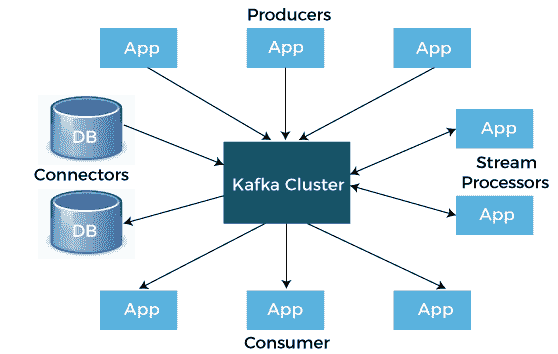 Producers
App
App
App
DB
Connectors
DB
Kafka Cluster
App
Stream
Processors
App
App
App
App
Consumer